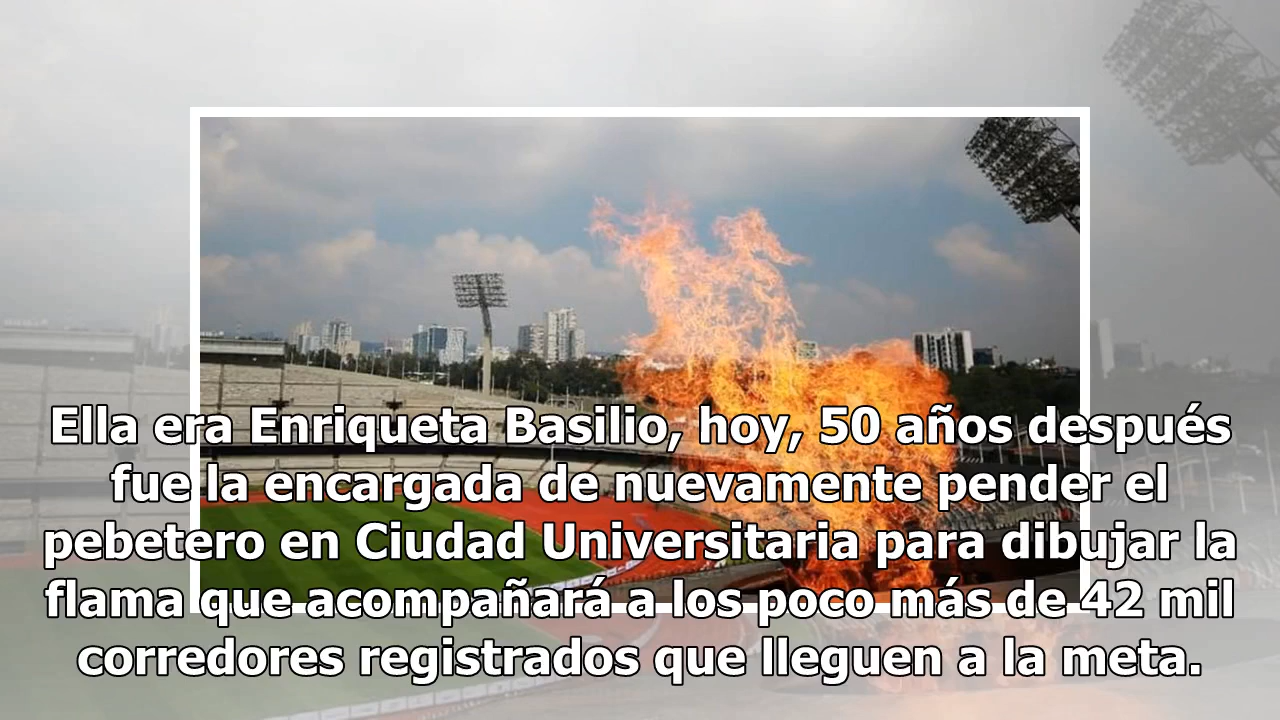 Ella era Enriqueta Basilio, hoy, 50 años después
fue la encargada de nuevamente pender el
pebetero en Ciudad Universitaria para dibujar la
flama que acompañará a los poco más de 42 mil
corredores registrados que lleguen a la meta.